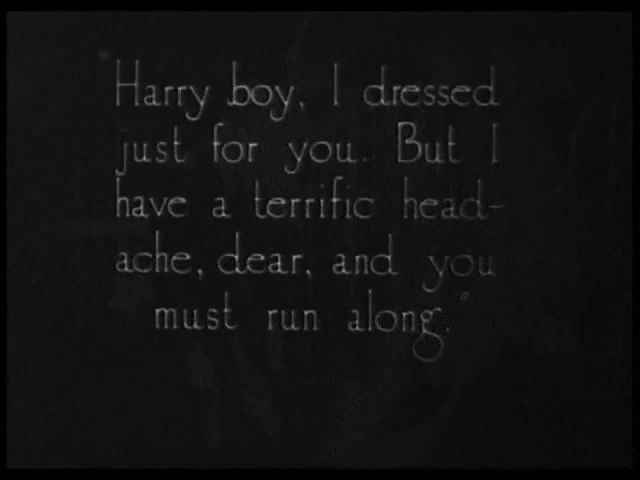 Harry boy, I dressed
just for you. But I
have a terrific head-
ache, dear, and you
must run along."